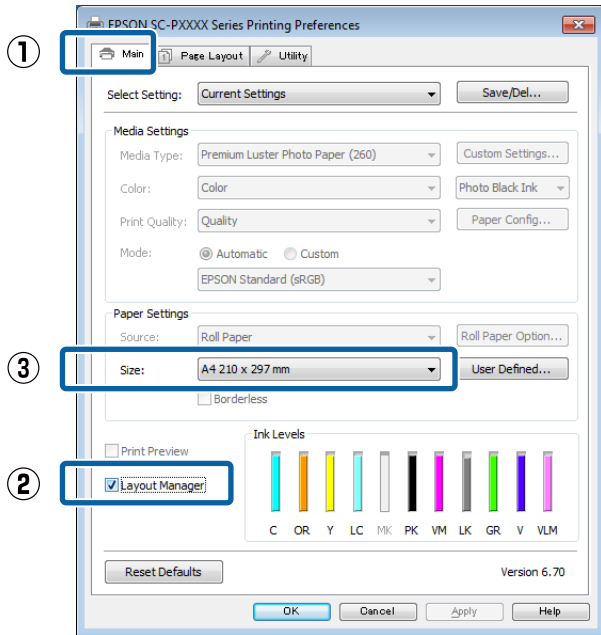 EPSON SC-PXXXX Series Printing Preferences
①
Main Page Layout Utility
Select Setting: Current Settings Save/Del...
Media Settings
Media Type: Premium Luster Photo Paper (260) Custom Settings...
Color: Color Photo Black Ink
Print Quality: Quality Paper Config...
Mode: Automatic Custom
EPSON Standard (sRGB)
Paper Settings
Source: Roll Paper Roll Paper Option...
③ Size: A4 210 x 297 mm User Defined...
Borderless
Ink Levels
Print Preview
② Layout Manager
C OR Y LC MK PK VM LK GR V VLM
Reset Defaults Version 6.70
OK Cancel Apply Help